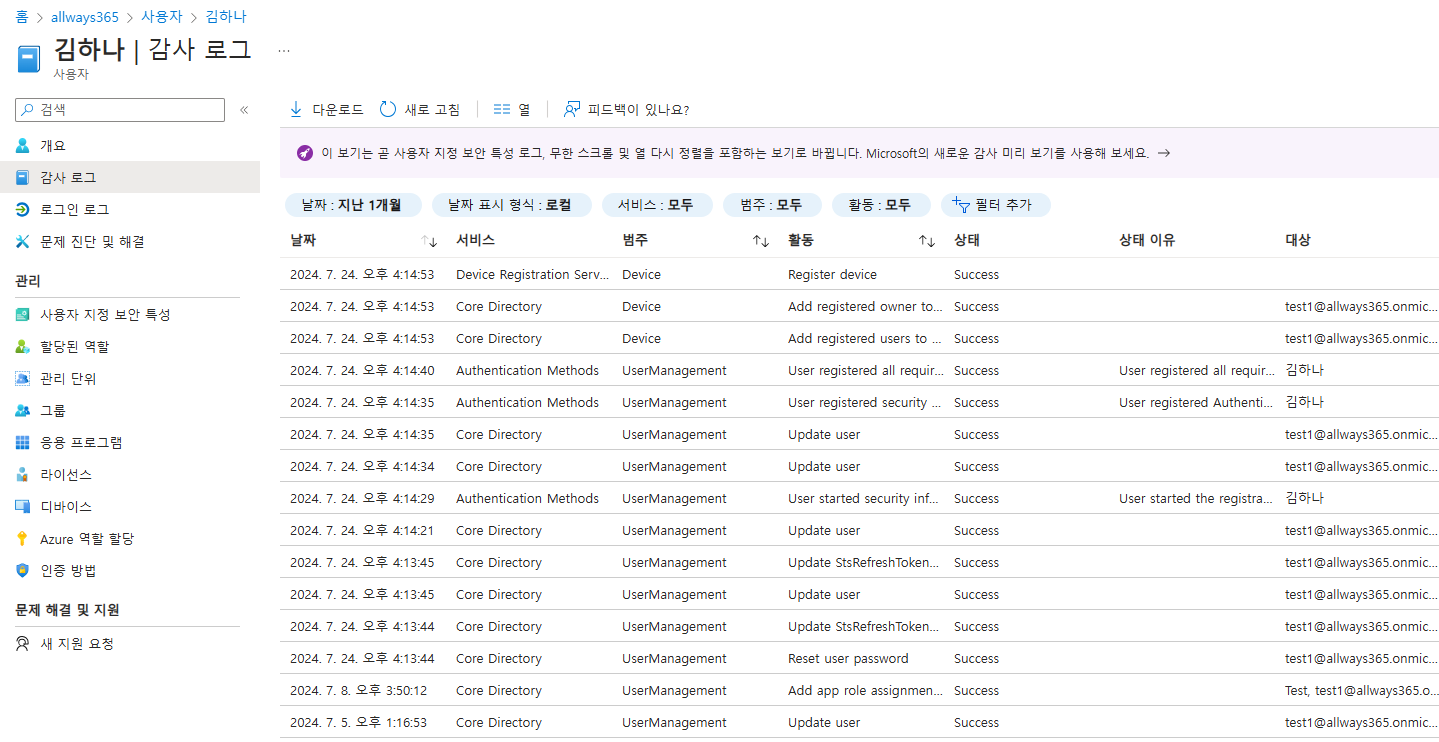 홈 > allways365 > 사용자 > 김하나
김하나 | 감사 로그 ...
사용자
검색 «
개요
감사 로그
로그인 로그
문제 진단 및 해결
관리
사용자 지정 보안 특성
할당된 역할
관리 단위
그룹
응용 프로그램
라이선스
디바이스
Azure 역할 할당
인증 방법
문제 해결 및 지원
새 지원 요청
다운로드 새로 고침 열 피드백이 있나요?
이 보기는 곧 사용자 지정 보안 특성 로그, 무한 스크롤 및 열 다시 정렬을 포함하는 보기로 바뀝니다. Microsoft의 새로운 감사 미리 보기를 사용해 보세요. →
날짜 : 지난 1개월 날짜 표시 형식 : 로컬 서비스 : 모두 범주 : 모두 활동 : 모두 필터 추가
날짜 서비스 범주 활동 상태 상태 이유 대상
2024. 7. 24. 오후 4:14:53 Device Registration Serv... Device Register device Success
2024. 7. 24. 오후 4:14:53 Core Directory Device Add registered owner to... Success test1@allways365.onmic...
2024. 7. 24. 오후 4:14:53 Core Directory Device Add registered users to ... Success test1@allways365.onmic...
2024. 7. 24. 오후 4:14:40 Authentication Methods UserManagement User registered all requir... Success User registered all requir... 김하나
2024. 7. 24. 오후 4:14:35 Authentication Methods UserManagement User registered security ... Success User registered Authenti... 김하나
2024. 7. 24. 오후 4:14:35 Core Directory UserManagement Update user Success test1@allways365.onmic...
2024. 7. 24. 오후 4:14:34 Core Directory UserManagement Update user Success test1@allways365.onmic...
2024. 7. 24. 오후 4:14:29 Authentication Methods UserManagement User started security inf... Success User started the registra... 김하나
2024. 7. 24. 오후 4:14:21 Core Directory UserManagement Update user Success test1@allways365.onmic...
2024. 7. 24. 오후 4:13:45 Core Directory UserManagement Update StsRefreshToken... Success test1@allways365.onmic...
2024. 7. 24. 오후 4:13:45 Core Directory UserManagement Update user Success test1@allways365.onmic...
2024. 7. 24. 오후 4:13:44 Core Directory UserManagement Update StsRefreshToken... Success test1@allways365.onmic...
2024. 7. 24. 오후 4:13:44 Core Directory UserManagement Reset user password Success test1@allways365.onmic...
2024. 7. 8. 오후 3:50:12 Core Directory UserManagement Add app role assignmen... Success Test, test1@allways365.o...
2024. 7. 5. 오후 1:16:53 Core Directory UserManagement Update user Success test1@allways365.onmic...